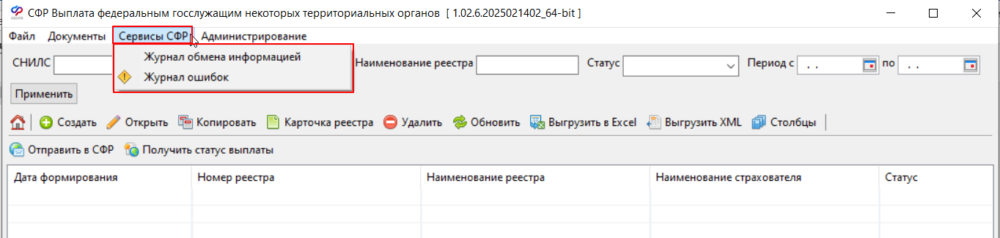 СФР Выплата федеральным госслужащим некоторых территориальных органов [ 1.02.6.2025021402_64-bit ]
Файл Документы Сервисы СФР Администрирование
Журнал обмена информацией
Журнал ошибок
СНИЛС Наименование реестра Статус Период с . . по . .
Применить
Создать Открыть Копировать Карточка реестра Удалить Обновить Выгрузить в Excel Выгрузить XML Столбцы
Отправить в СФР Получить статус выплаты
Дата формирования Номер реестра Наименование реестра Наименование страхователя Статус